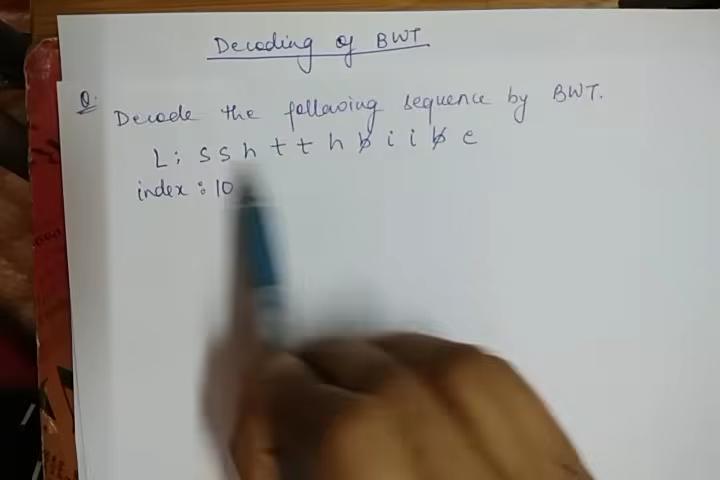 Decoding of BWT
Q. Decode the following sequence by BWT.
L: s s h t t h ƀ i i ƀ e
index: 10